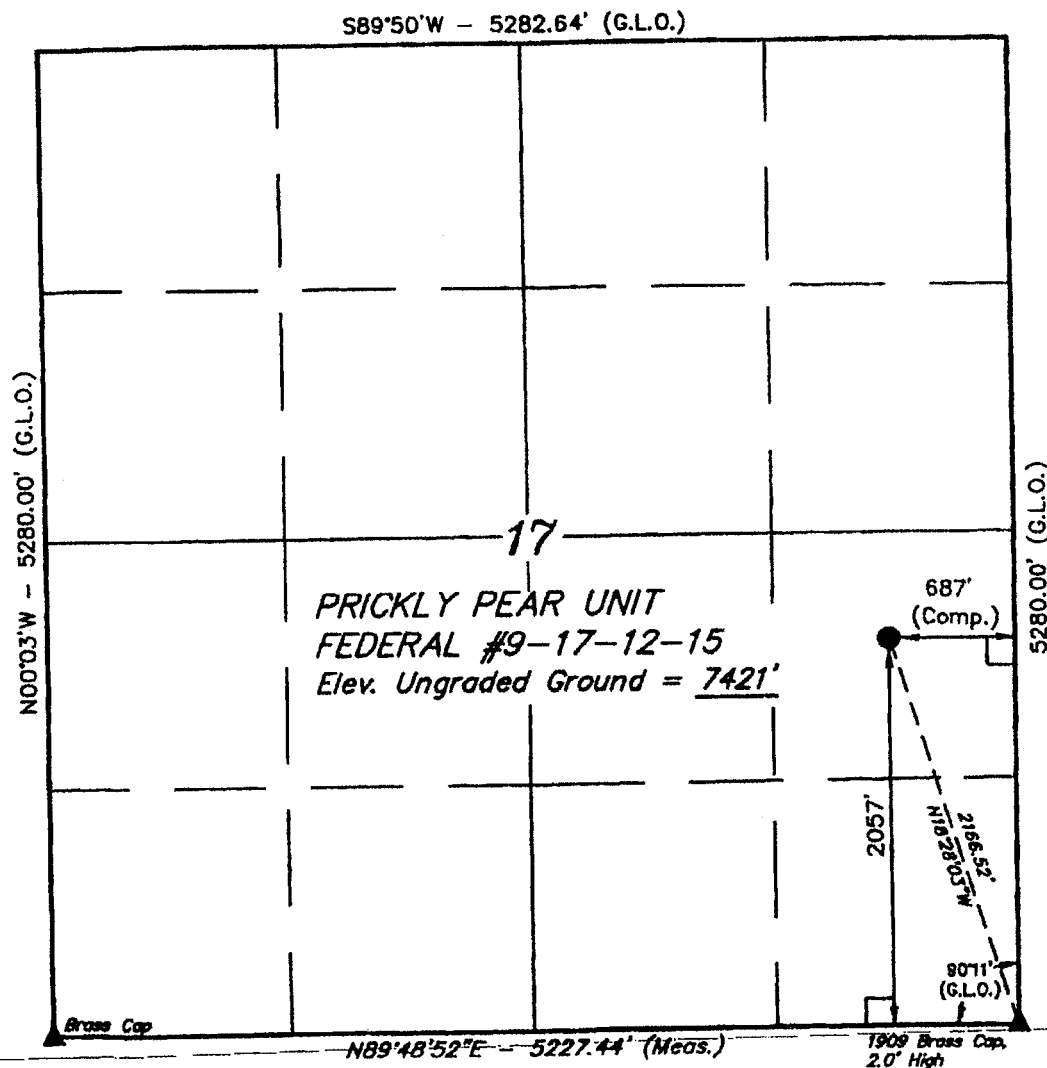 S89°50'W - 5282.64' (G.L.O.)
N00°03'W - 5280.00' (G.L.O.)
5280.00' (G.L.O.)
17
PRICKLY PEAR UNIT
FEDERAL #9-17-12-15
Elev. Ungraded Ground = 7421'
687'
(Comp.)
2057'
2166.52'
N18°28'03"W
90°11'
(G.L.O.)
Brass Cap
N89°48'52"E - 5227.44' (Meas.)
1909 Brass Cap,
2.0' High